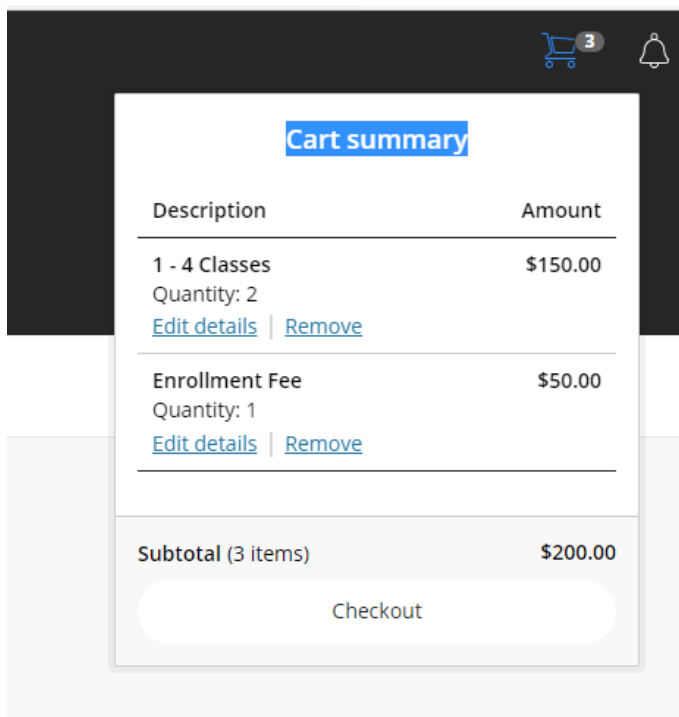 3
Cart summary
Description Amount
1 - 4 Classes $150.00
Quantity: 2
Edit details | Remove
Enrollment Fee $50.00
Quantity: 1
Edit details | Remove
Subtotal (3 items) $200.00
Checkout